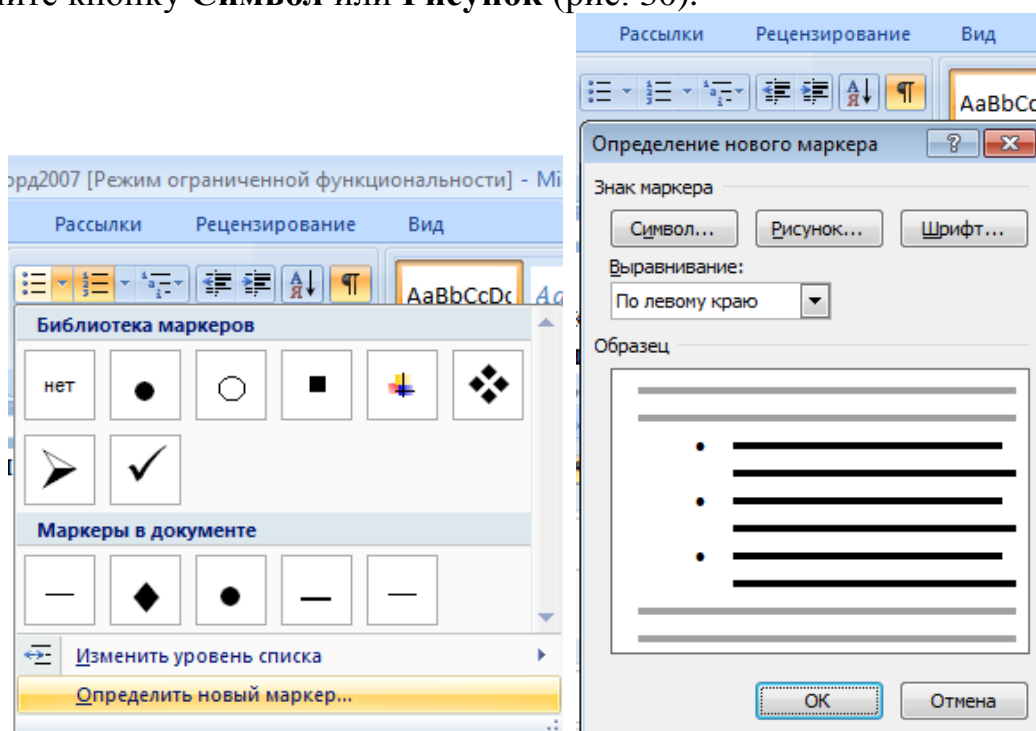 кнопку Символ или Рисунок (рис. 30).
2007 [Режим ограниченной функциональности] - Mi
Рассылки Рецензирование Вид
AaBbCcDc
Библиотека маркеров
нет
Маркеры в документе
Изменить уровень списка
Определить новый маркер...
Рассылки Рецензирование Вид
AaBbCc
Определение нового маркера
Знак маркера
Символ... Рисунок... Шрифт...
Выравнивание:
По левому краю
Образец
ОК Отмена